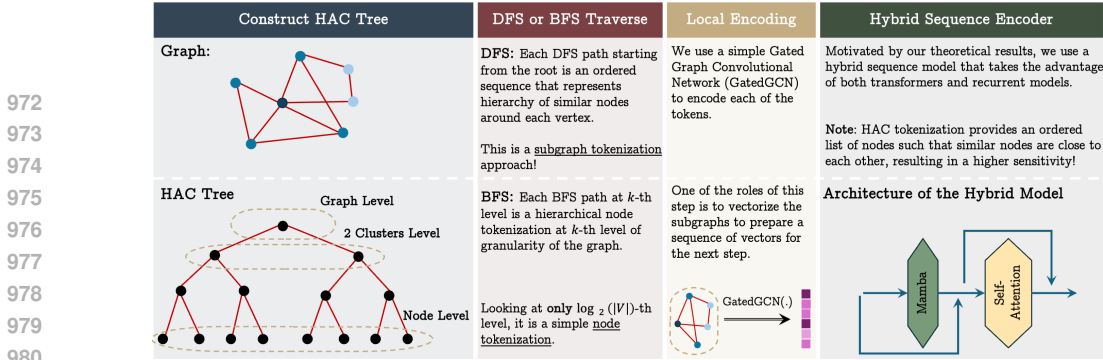 Construct HAC Tree
DFS or BFS Traverse
Local Encoding
Hybrid Sequence Encoder
Graph:
DFS: Each DFS path starting
from the root is an ordered
sequence that represents
hierarchy of similar nodes
around each vertex.
This is a subgraph tokenization
approach!
We use a simple Gated
Graph Convolutional
Network (GatedGCN)
to encode each of the
tokens.
Motivated by our theoretical results, we use a
hybrid sequence model that takes the advantage
of both transformers and recurrent models.
Note: HAC tokenization provides an ordered
list of nodes such that similar nodes are close to
each other, resulting in a higher sensitivity!
HAC Tree
Graph Level
2 Clusters Level
Node Level
BFS: Each BFS path at k-th
level is a hierarchical node
tokenization at k-th level of
granularity of the graph.
Looking at only log 2 (|V|)-th
level, it is a simple node
tokenization.
One of the roles of this
step is to vectorize the
subgraphs to prepare a
sequence of vectors for
the next step.
GatedGCN(.)
Architecture of the Hybrid Model
Mamba
Self-
Attention
972
973
974
975
976
977
978
979
980